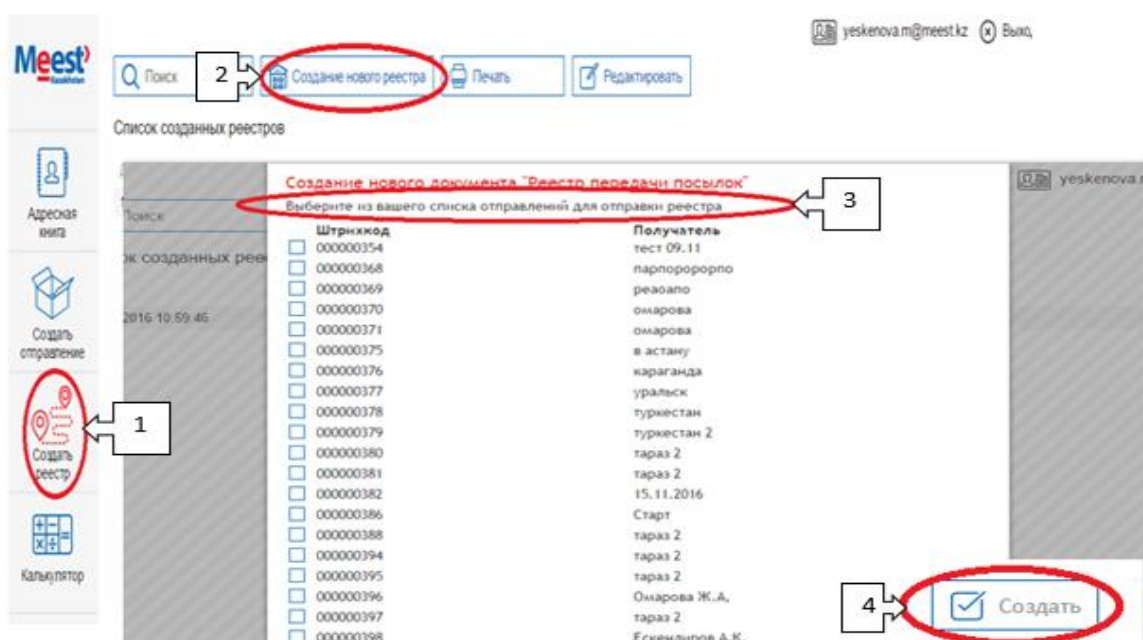 yeskenova.m@meest.kz Выхо,
Meest
Kazakhstan
Поиск 2 Создание нового реестра Печать Редактировать
Список созданных реестров
Создание нового документа "Реестр передачи посылок"
yeskenova.
Выберите из вашего списка отправлений для отправки реестра
3
Адресная
книга
Поиск
Штрихкод Получатель
000000354 тест 09.11
ок созданных рее
000000368 парпоророрпо
000000369 реаоапо
2016 10:59:46
000000370 омарова
000000371 омарова
Создать
отправление
000000375 в астану
000000376 караганда
000000377 уральск
000000378 туркестан
1
000000379 туркестан 2
Создать
реестр
000000380 тараз 2
000000381 тараз 2
000000382 15.11.2016
000000386 Старт
000000388 тараз 2
000000394 тараз 2
Калькулятор
000000395 тараз 2
000000396 Омарова Ж.А,
4 Создать
000000397 тараз 2
000000398 Ескендиров А.К.